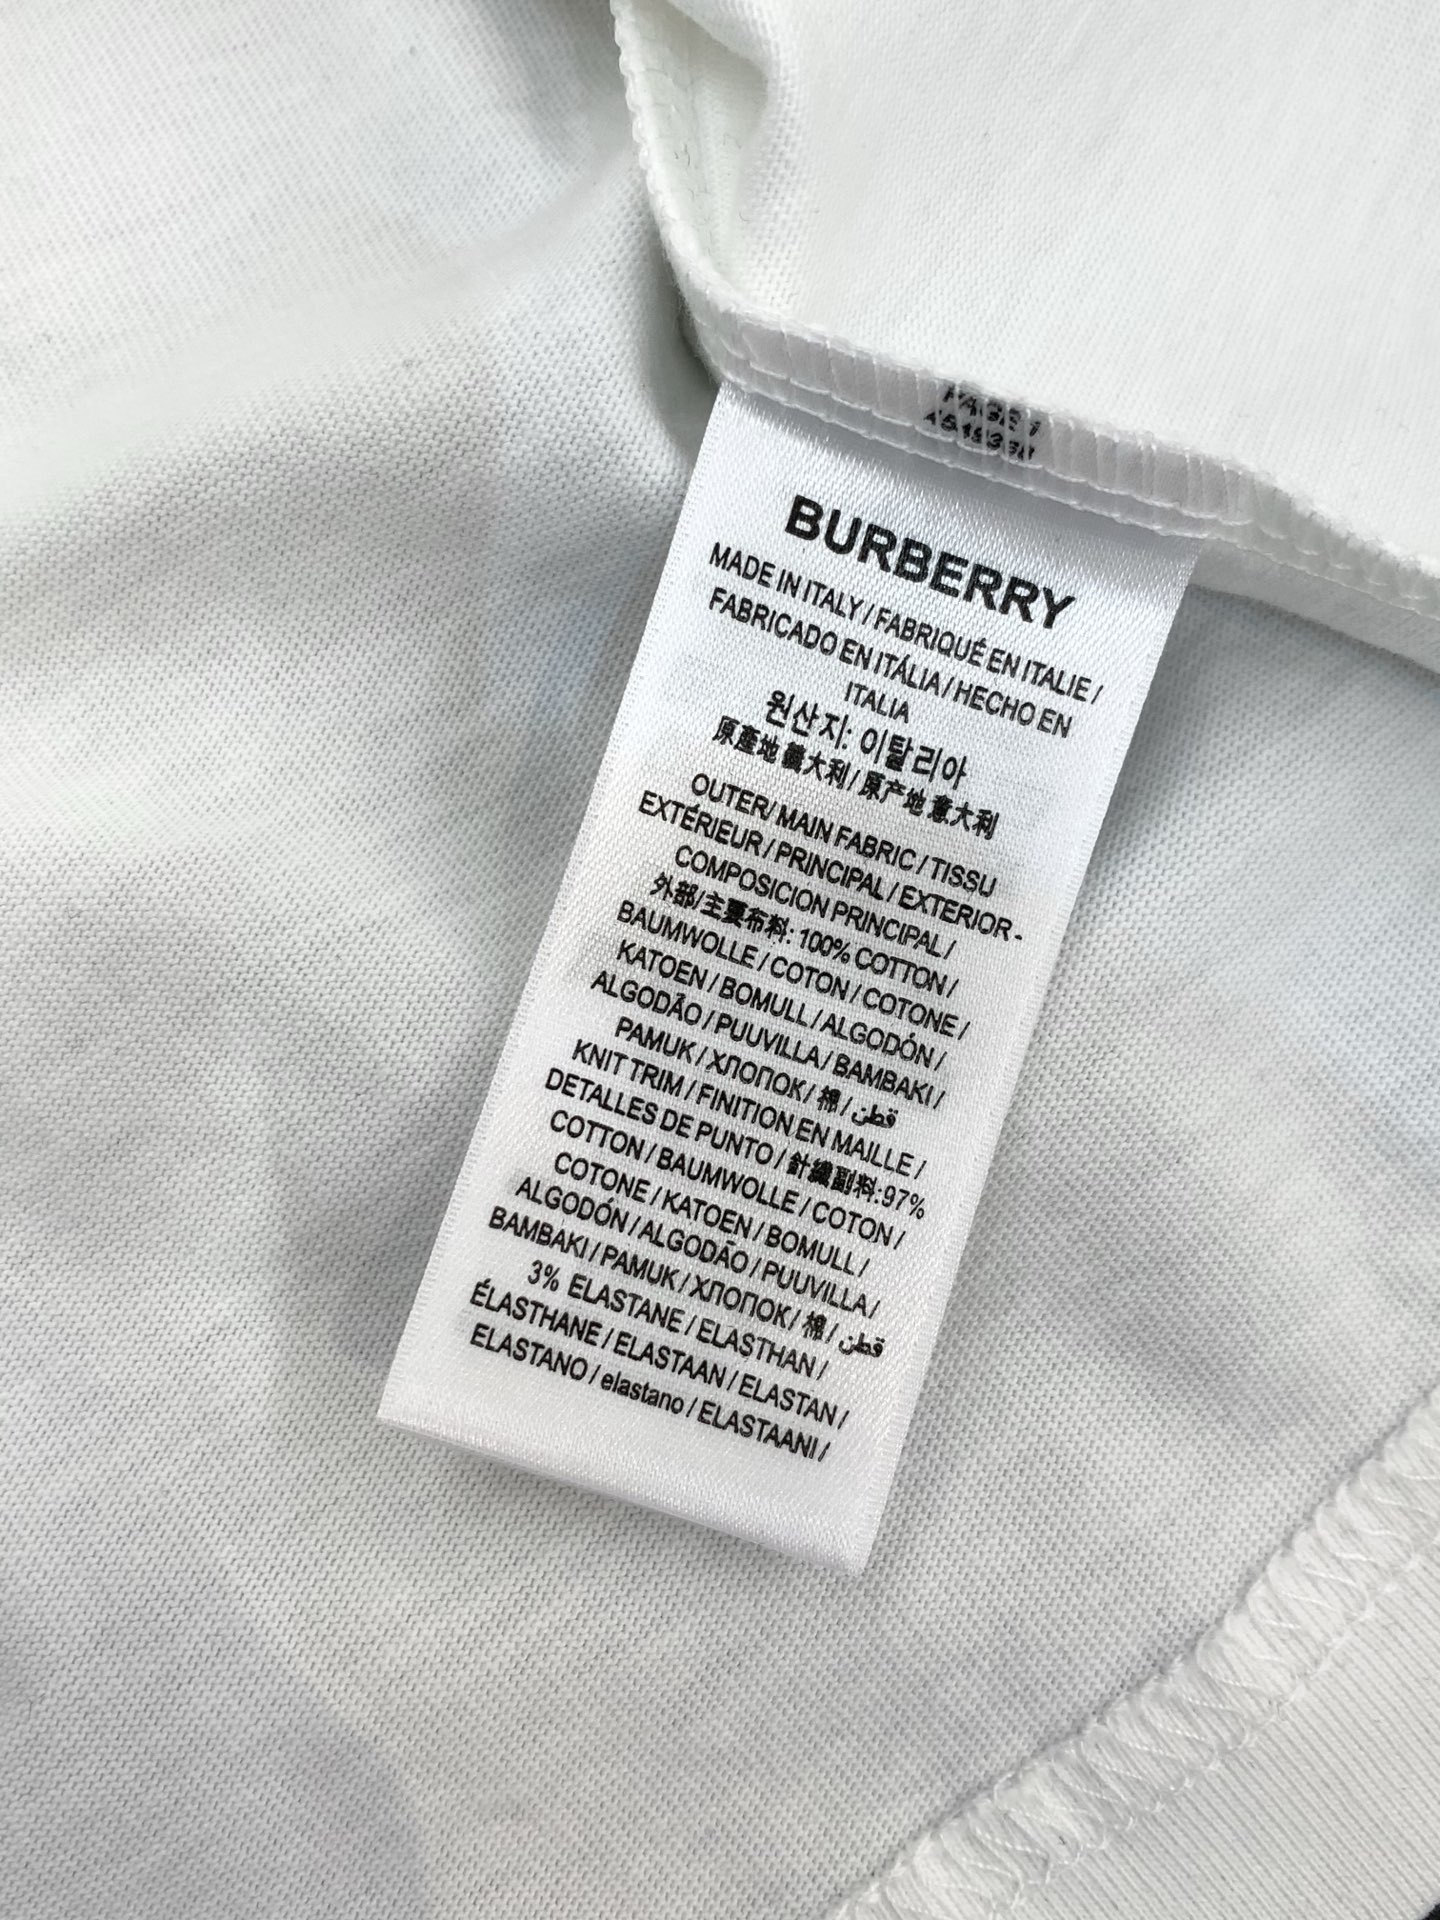 PAGE 1
BURBERRY
MADE IN ITALY / FABRIQUÉ EN ITALIE /
FABRICADO EN ITÁLIA / HECHO EN
ITALIA
원산지: 이탈리아
原產地 義大利 / 原产地 意大利
OUTER/ MAIN FABRIC / TISSU
EXTÉRIEUR / PRINCIPAL / EXTERIOR -
COMPOSICION PRINCIPAL /
外部/主要布料: 100% COTTON /
BAUMWOLLE / COTON / COTONE /
KATOEN / BOMULL / ALGODÓN /
ALGODÃO / PUUVILLA / BAMBAKI /
PAMUK / ХЛОПОК / 棉 / قطن
KNIT TRIM / FINITION EN MAILLE /
DETALLES DE PUNTO / 針織副料:97%
COTTON / BAUMWOLLE / COTON /
COTONE / KATOEN / BOMULL /
ALGODÓN / ALGODÃO / PUUVILLA /
BAMBAKI / PAMUK / ХЛОПОК / 棉 / قطن
3% ELASTANE / ELASTHAN /
ÉLASTHANE / ELASTAAN / ELASTAN /
ELASTANO / elastano / ELASTAANI /